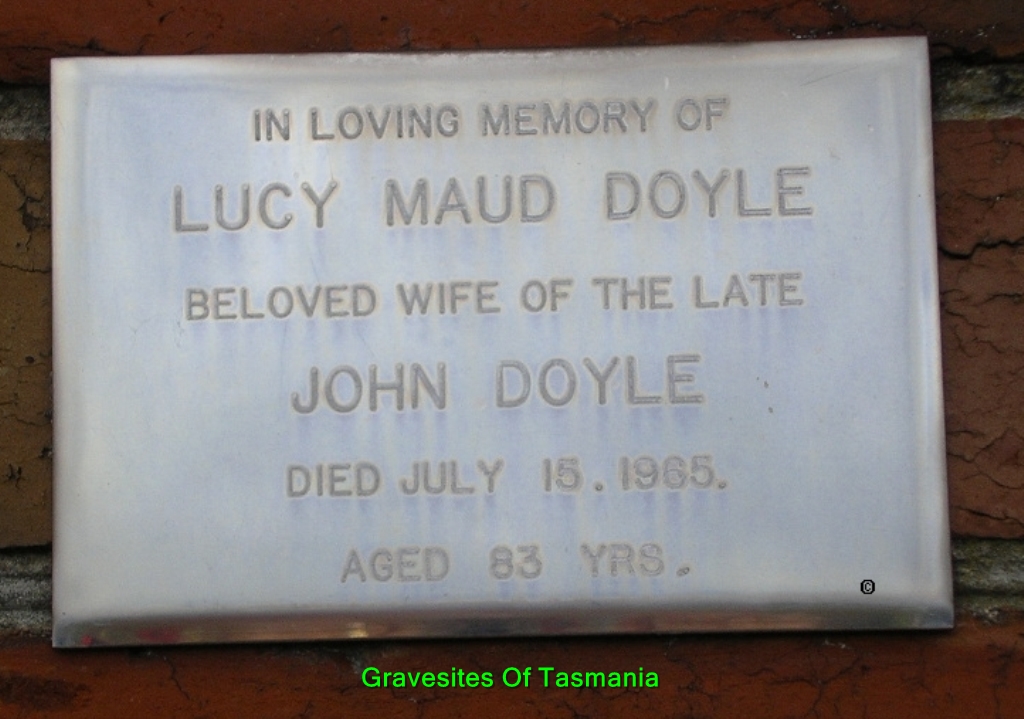 IN LOVING MEMORY OF
LUCY MAUD DOYLE
BELOVED WIFE OF THE LATE
JOHN DOYLE
DIED JULY 15. 1965.
AGED 83 YRS.
©
Gravesites Of Tasmania